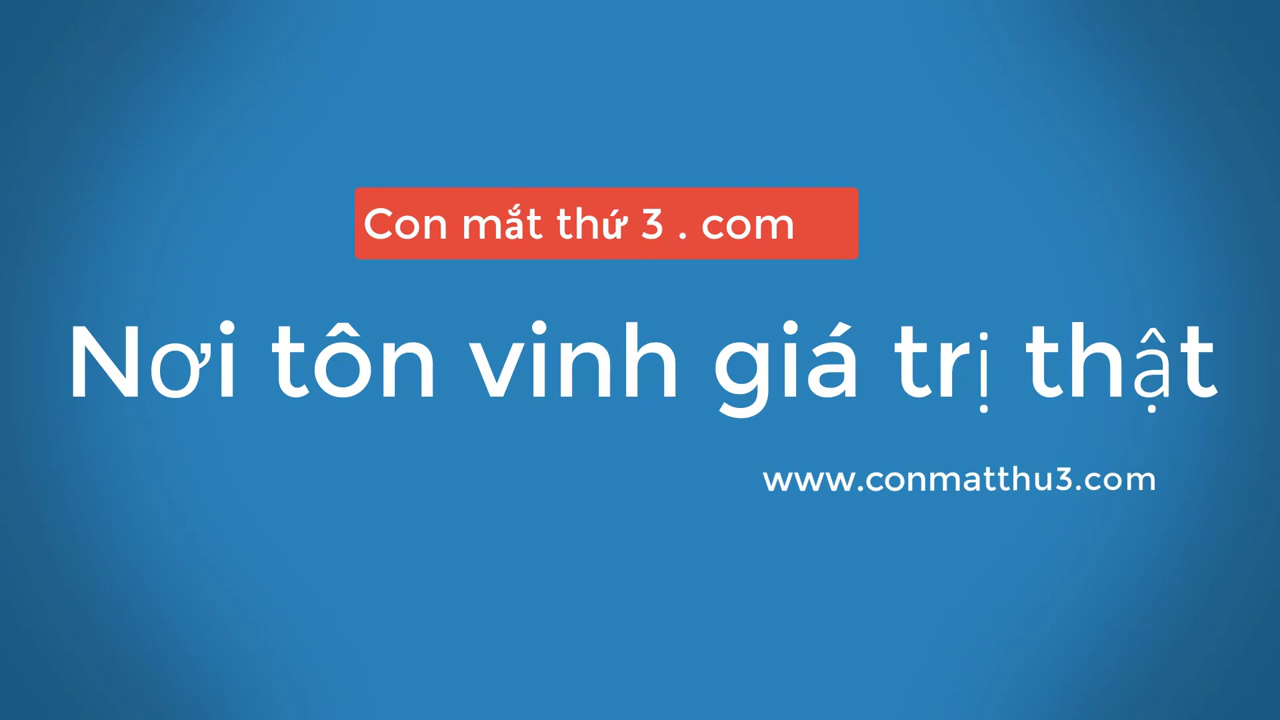 Con mắt thứ 3 . com
Nơi tôn vinh giá trị thật
www.conmatthu3.com